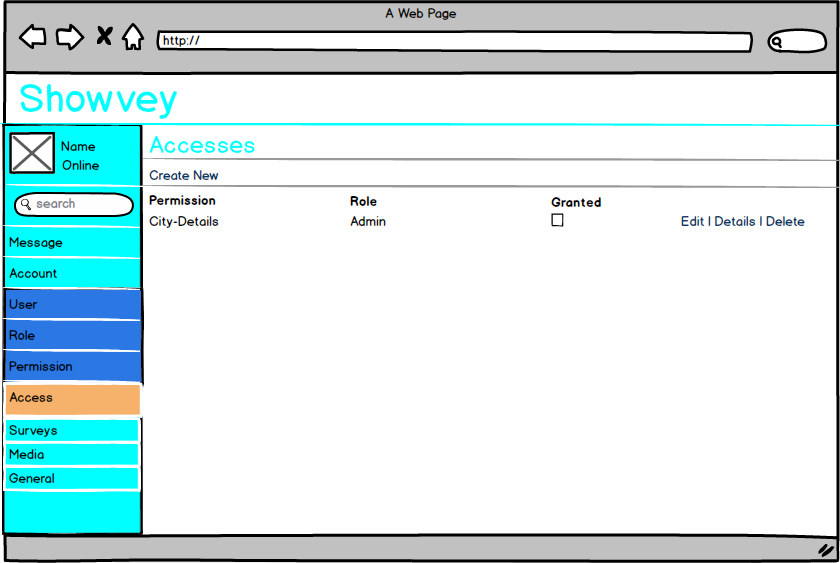 A Web Page
http://
Showvey
Name
Online
search
Message
Account
User
Role
Permission
Access
Surveys
Media
General
Accesses
Create New
Permission Role Granted
City-Details Admin Edit | Details | Delete